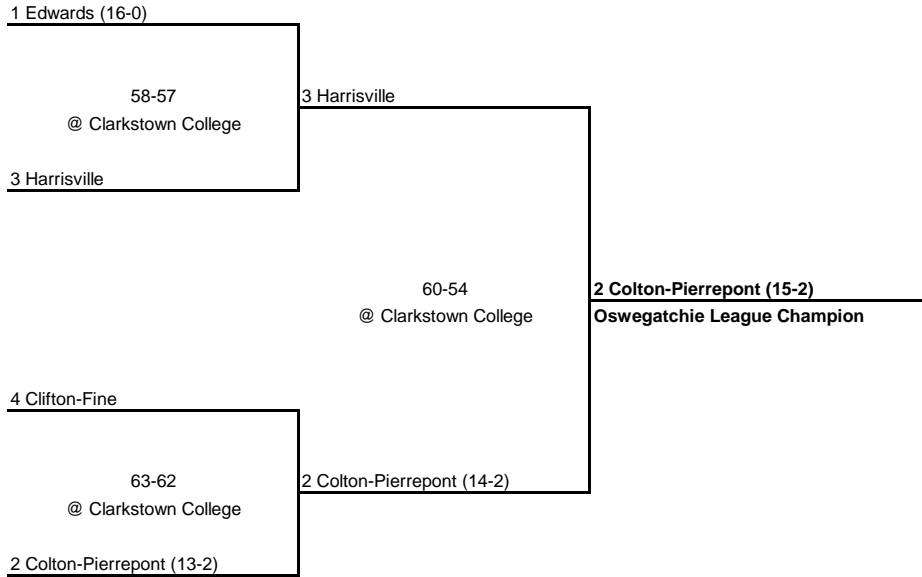 1 Edwards (16-0)
58-57
@ Clarkstown College
3 Harrisville
3 Harrisville
60-54
@ Clarkstown College
2 Colton-Pierrepont (15-2)
Oswegatchie League Champion
4 Clifton-Fine
63-62
@ Clarkstown College
2 Colton-Pierrepont (14-2)
2 Colton-Pierrepont (13-2)